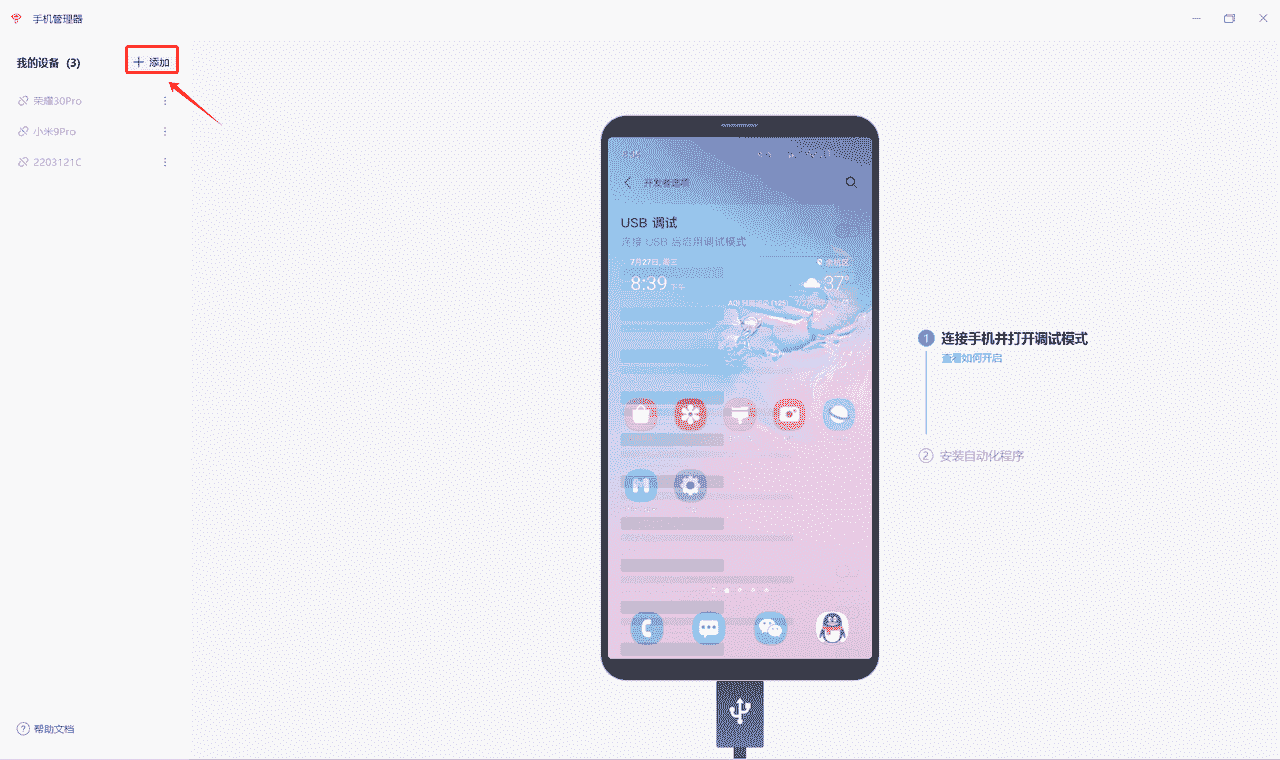 手机管理器
我的设备 (3)
添加
荣耀30Pro
小米9Pro
2203121C
开发者选项
USB 调试
连接 USB 后启用调试模式
7月27日, 周三
8:39 下午
37°
1 连接手机并打开调试模式
查看如何开启
2 安装自动化程序
? 帮助文档